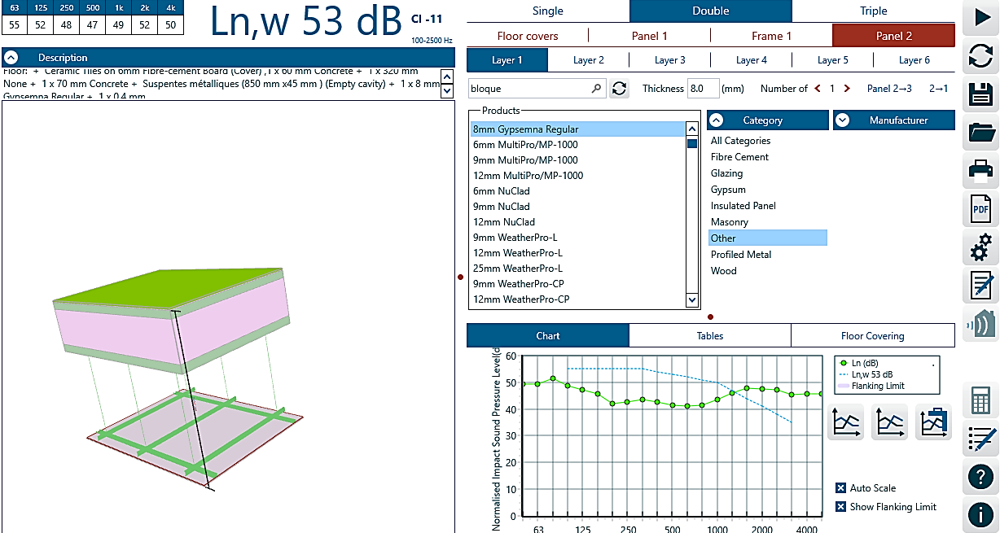 63 125 250 500 1k 2k 4k
55 52 48 47 49 52 50
Ln,w 53 dB
CI -11
100-2500 Hz
Description
Floor: + Ceramic Tiles on 6mm Fibre-cement Board (Cover) ,1 x 60 mm Concrete + 1 x 320 mm
None + 1 x 70 mm Concrete + Suspentes métalliques (850 mm x45 mm ) (Empty cavity) + 1 x 8 mm
Gypsemna Regular + 1 x 0.4 mm
Single Double Triple
Floor covers Panel 1 Frame 1 Panel 2
Layer 1 Layer 2 Layer 3 Layer 4 Layer 5 Layer 6
bloque Thickness 8.0 (mm) Number of < 1 > Panel 2→3 2→1
Products
8mm Gypsemna Regular
6mm MultiPro/MP-1000
9mm MultiPro/MP-1000
12mm MultiPro/MP-1000
6mm NuClad
9mm NuClad
12mm NuClad
9mm WeatherPro-L
12mm WeatherPro-L
25mm WeatherPro-L
9mm WeatherPro-CP
12mm WeatherPro-CP
Category Manufacturer
All Categories
Fibre Cement
Glazing
Gypsum
Insulated Panel
Masonry
Other
Profiled Metal
Wood
Chart Tables Floor Covering
Normalised Impact Sound Pressure Level(d
60
50
40
30
20
10
0
63 125 250 500 1000 2000 4000
Ln (dB)
Ln,w 53 dB
Flanking Limit
Auto Scale
Show Flanking Limit
PDF
?
i